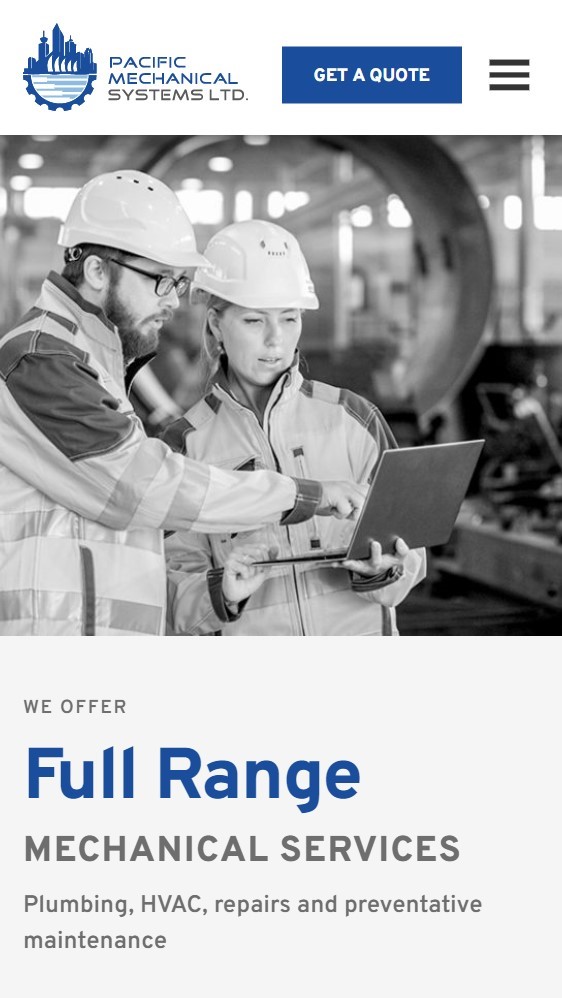 PACIFIC
MECHANICAL
SYSTEMS LTD.
GET A QUOTE
WE OFFER
Full Range
MECHANICAL SERVICES
Plumbing, HVAC, repairs and preventative
maintenance